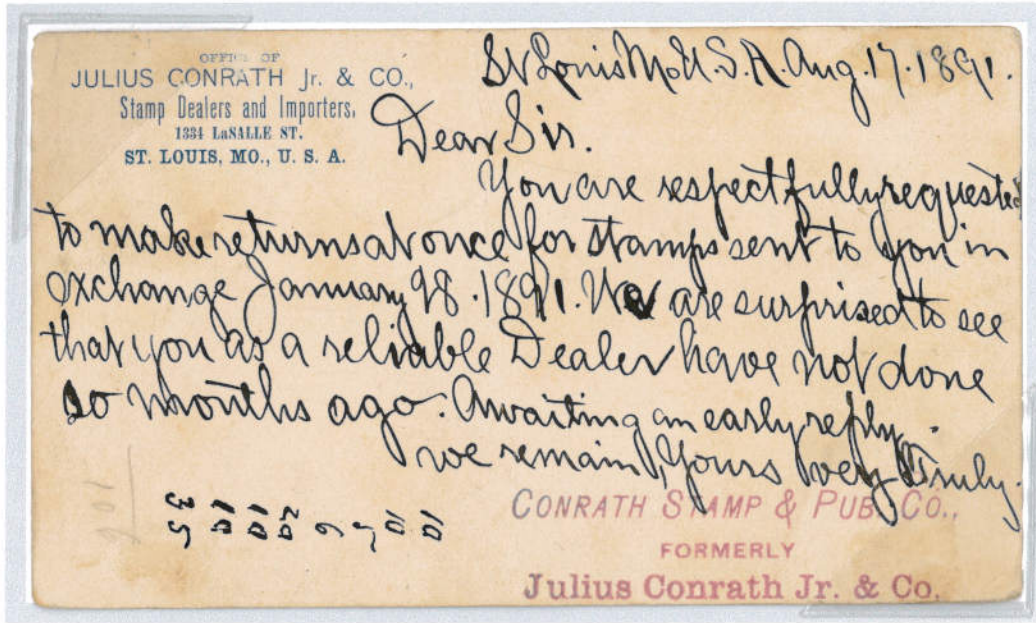 OFFICE OF
JULIUS CONRATH Jr. & CO.,
Stamp Dealers and Importers,
1334 LaSALLE ST.
ST. LOUIS, MO., U. S. A.
St Louis Mo. U. S. A. Aug. 17. 1891.
Dear Sir.
You are respectfully requested
to make returns at once for stamps sent to you in
exchange January 28. 1891. We are surprised to see
that you as a reliable Dealer have not done
so months ago. Awaiting an early reply.
we remain, Yours very Truly.
CONRATH STAMP & PUB. CO.,
FORMERLY
Julius Conrath Jr. & Co.